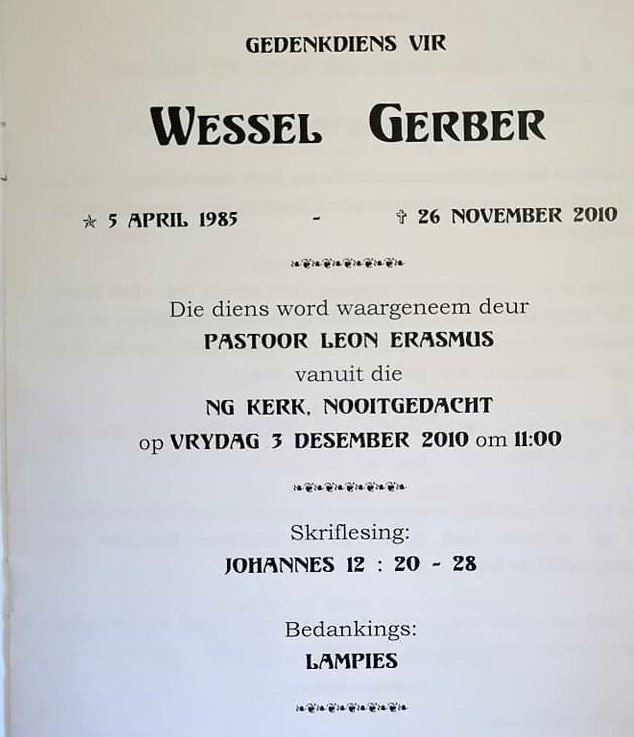 GEDENKDIENS VIR
WESSEL GERBER
☆ 5 APRIL 1985 - ✞ 26 NOVEMBER 2010
Die diens word waargeneem deur
PASTOOR LEON ERASMUS
vanuit die
NG KERK, NOOITGEDACHT
op VRYDAG 3 DESEMBER 2010 om 11:00
Skriflesing:
JOHANNES 12 : 20 - 28
Bedankings:
LAMPIES